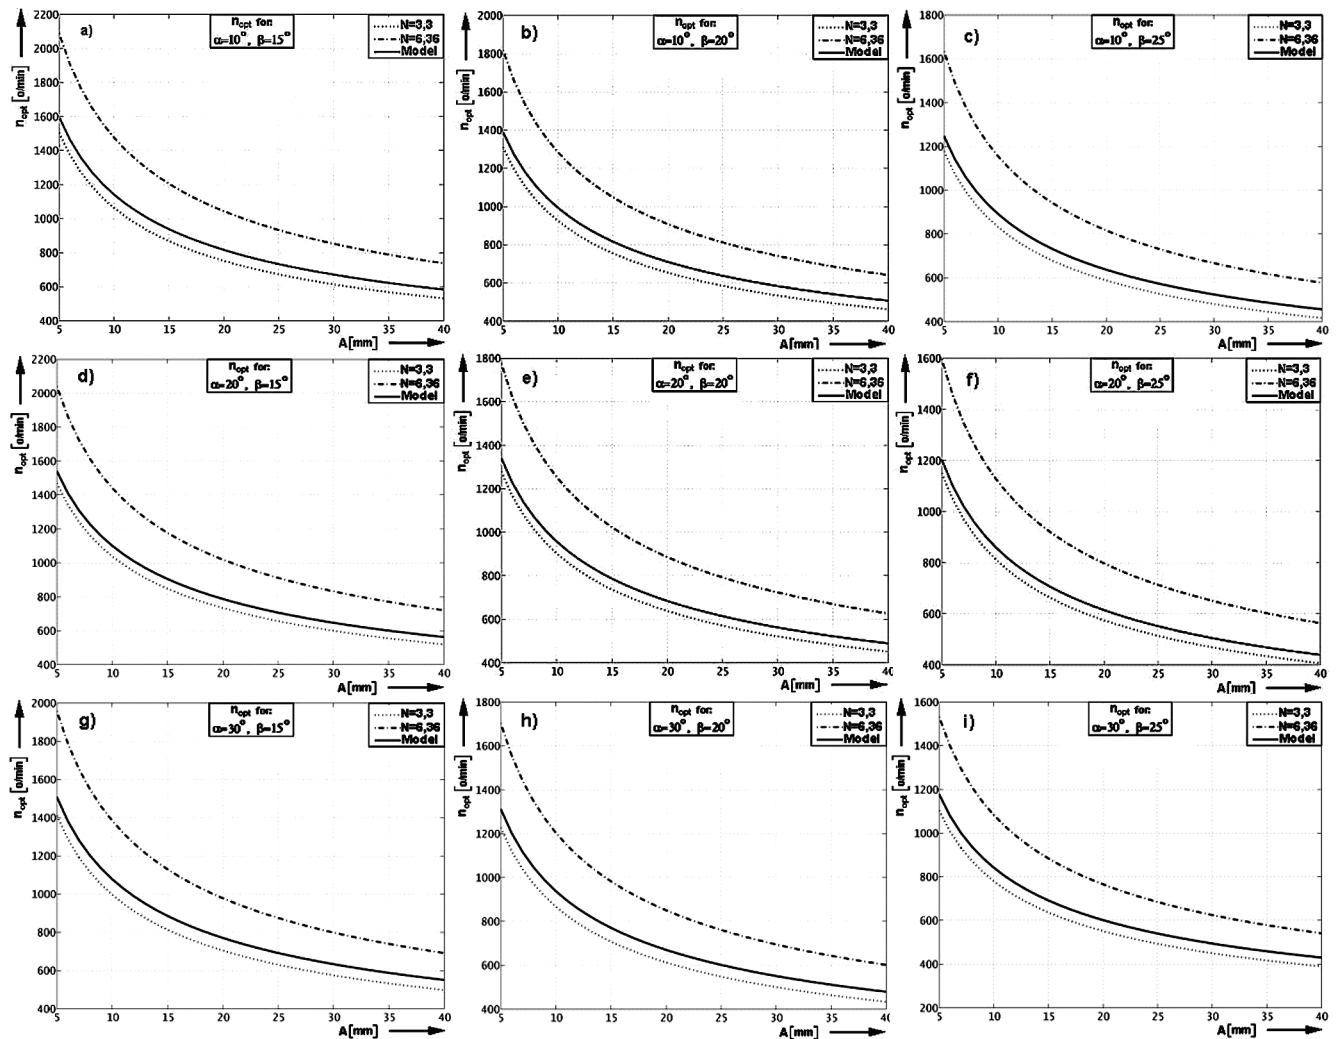 a)
n_opt for:
α=10°, β=15°
N=3,3
N=6,36
Model
n_opt [o/min]
2200
2000
1800
1600
1400
1200
1000
800
600
400
5 10 15 20 25 30 35 40
A[mm]
b)
n_opt for:
α=10°, β=20°
N=3,3
N=6,36
Model
n_opt [o/min]
2000
1800
1600
1400
1200
1000
800
600
400
5 10 15 20 25 30 35 40
A[mm]
c)
n_opt for:
α=10°, β=25°
N=3,3
N=6,36
Model
n_opt [o/min]
1800
1600
1400
1200
1000
800
600
400
5 10 15 20 25 30 35 40
A[mm]
d)
n_opt for:
α=20°, β=15°
N=3,3
N=6,36
Model
n_opt [o/min]
2200
2000
1800
1600
1400
1200
1000
800
600
400
5 10 15 20 25 30 35 40
A[mm]
e)
n_opt for:
α=20°, β=20°
N=3,3
N=6,36
Model
n_opt [o/min]
1800
1600
1400
1200
1000
800
600
400
5 10 15 20 25 30 35 40
A[mm]
f)
n_opt for:
α=20°, β=25°
N=3,3
N=6,36
Model
n_opt [o/min]
1600
1400
1200
1000
800
600
400
5 10 15 20 25 30 35 40
A[mm]
g)
n_opt for:
α=30°, β=15°
N=3,3
N=6,36
Model
n_opt [o/min]
2000
1800
1600
1400
1200
1000
800
600
400
5 10 15 20 25 30 35 40
A[mm]
h)
n_opt for:
α=30°, β=20°
N=3,3
N=6,36
Model
n_opt [o/min]
1800
1600
1400
1200
1000
800
600
400
5 10 15 20 25 30 35 40
A[mm]
i)
n_opt for:
α=30°, β=25°
N=3,3
N=6,36
Model
n_opt [o/min]
1600
1400
1200
1000
800
600
400
200
5 10 15 20 25 30 35 40
A[mm]